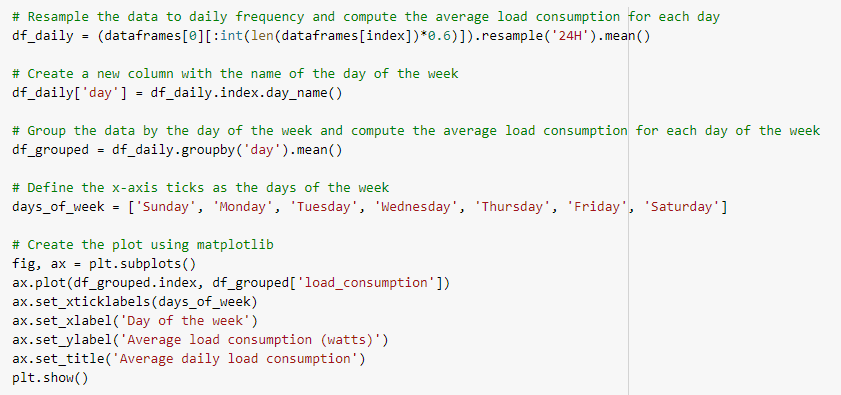 # Resample the data to daily frequency and compute the average load consumption for each day
df_daily = (dataframes[0][:int(len(dataframes[index])*0.6)]).resample('24H').mean()
# Create a new column with the name of the day of the week
df_daily['day'] = df_daily.index.day_name()
# Group the data by the day of the week and compute the average load consumption for each day of the week
df_grouped = df_daily.groupby('day').mean()
# Define the x-axis ticks as the days of the week
days_of_week = ['Sunday', 'Monday', 'Tuesday', 'Wednesday', 'Thursday', 'Friday', 'Saturday']
# Create the plot using matplotlib
fig, ax = plt.subplots()
ax.plot(df_grouped.index, df_grouped['load_consumption'])
ax.set_xticklabels(days_of_week)
ax.set_xlabel('Day of the week')
ax.set_ylabel('Average load consumption (watts)')
ax.set_title('Average daily load consumption')
plt.show()